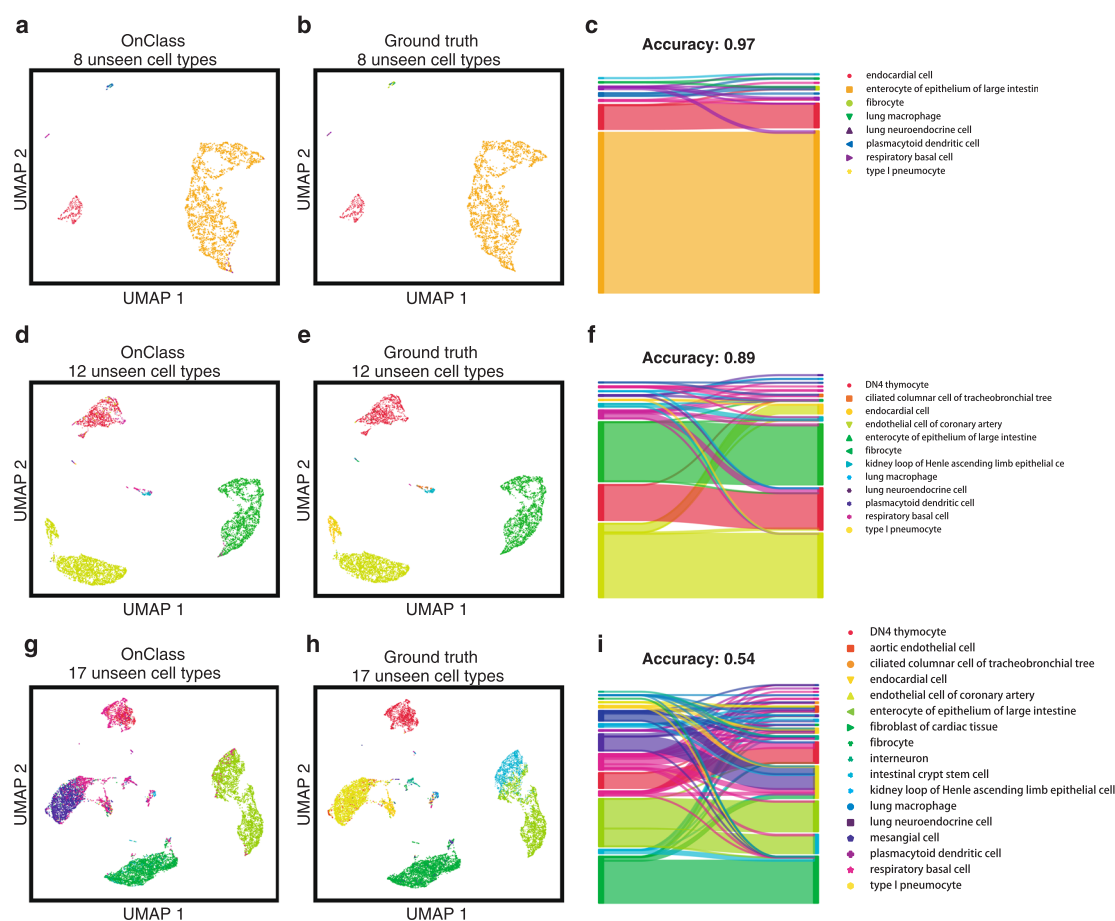 a
OnClass
8 unseen cell types
UMAP 2
UMAP 1
b
Ground truth
8 unseen cell types
UMAP 2
UMAP 1
c
Accuracy: 0.97
endocardial cell
enterocyte of epithelium of large intestin
fibrocyte
lung macrophage
lung neuroendocrine cell
plasmacytoid dendritic cell
respiratory basal cell
type I pneumocyte
d
OnClass
12 unseen cell types
UMAP 2
UMAP 1
e
Ground truth
12 unseen cell types
UMAP 2
UMAP 1
f
Accuracy: 0.89
DN4 thymocyte
ciliated columnar cell of tracheobronchial tree
endocardial cell
endothelial cell of coronary artery
enterocyte of epithelium of large intestine
fibrocyte
kidney loop of Henle ascending limb epithelial ce
lung macrophage
lung neuroendocrine cell
plasmacytoid dendritic cell
respiratory basal cell
type I pneumocyte
g
OnClass
17 unseen cell types
UMAP 2
UMAP 1
h
Ground truth
17 unseen cell types
UMAP 2
UMAP 1
i
Accuracy: 0.54
DN4 thymocyte
aortic endothelial cell
ciliated columnar cell of tracheobronchial tree
endocardial cell
endothelial cell of coronary artery
enterocyte of epithelium of large intestine
fibroblast of cardiac tissue
fibrocyte
interneuron
intestinal crypt stem cell
kidney loop of Henle ascending limb epithelial cell
lung macrophage
lung neuroendocrine cell
mesangial cell
plasmacytoid dendritic cell
respiratory basal cell
type I pneumocyte